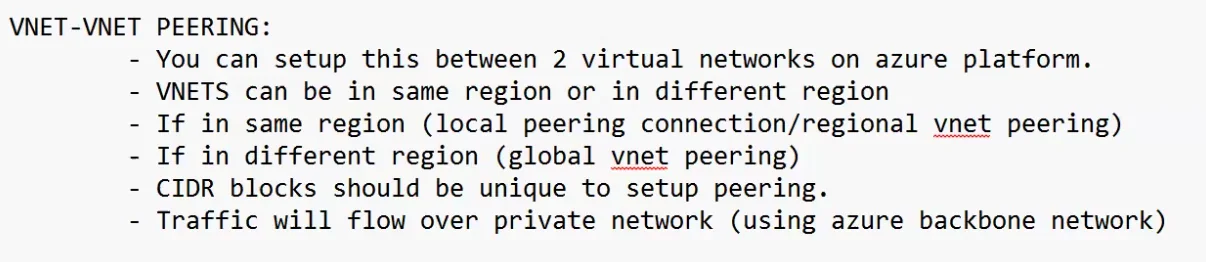 VNET-VNET PEERING:
- You can setup this between 2 virtual networks on azure platform.
- VNETS can be in same region or in different region
- If in same region (local peering connection/regional vnet peering)
- If in different region (global vnet peering)
- CIDR blocks should be unique to setup peering.
- Traffic will flow over private network (using azure backbone network)